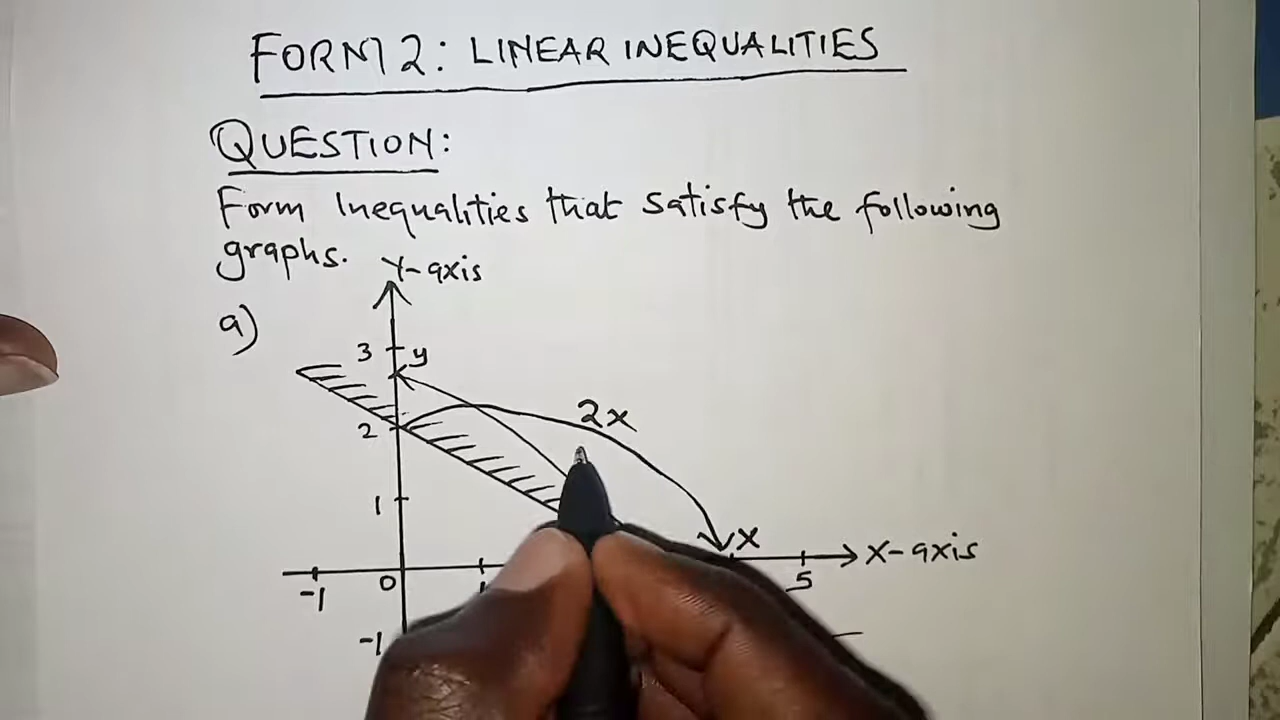 FORM 2: LINEAR INEQUALITIES
QUESTION:
Form Inequalities that satisfy the following
graphs.
Y-axis
a)
3 y
2x
2
1
x
X-axis
-1 0 1 5
-1